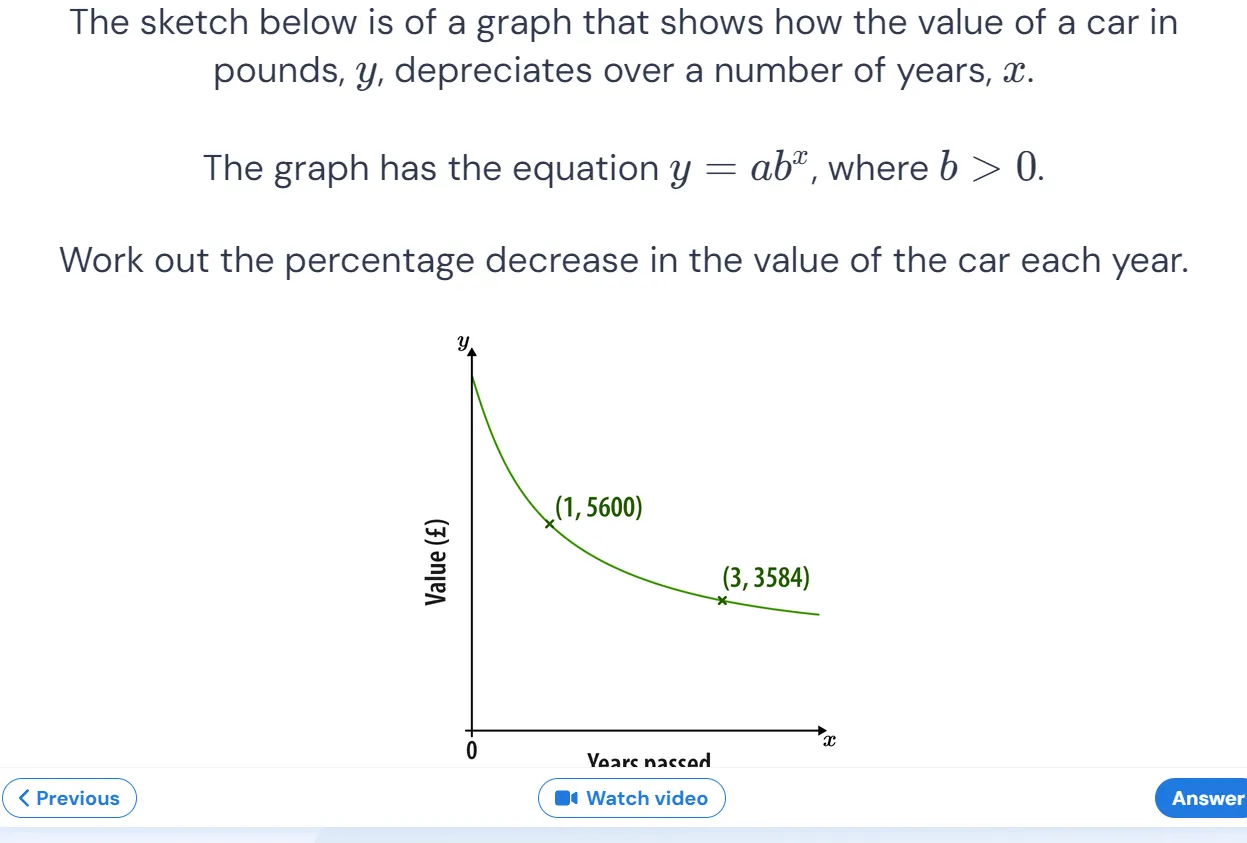 The sketch below is of a graph that shows how the value of a car in
pounds, y, depreciates over a number of years, x.
The graph has the equation y = abˣ, where b > 0.
Work out the percentage decrease in the value of the car each year.
y
(1, 5600)
(3, 3584)
Value (£)
x
0
Years passed
Previous
Watch video
Answer